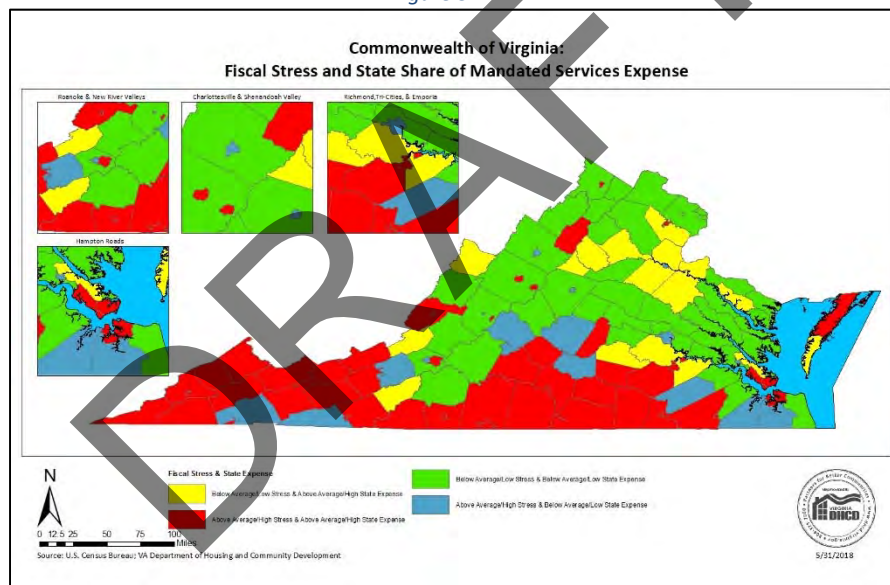 Commonwealth of Virginia:
Fiscal Stress and State Share of Mandated Services Expense
Roanoke & New River Valleys
Charlottesville & Shenandoah Valley
Richmond,Tri-Cities, & Emporia
Hampton Roads
DRAFT
N
0 12.5 25 50 75 100
Miles
Fiscal Stress & State Expense
Below Average/Low Stress & Above Average/High State Expense
Above Average/High Stress & Above Average/High State Expense
Below Average/Low Stress & Below Average/Low State Expense
Above Average/High Stress & Below Average/Low State Expense
Source: U.S. Census Bureau; VA Department of Housing and Community Development
VIRGINIA
DHCD
5/31/2018